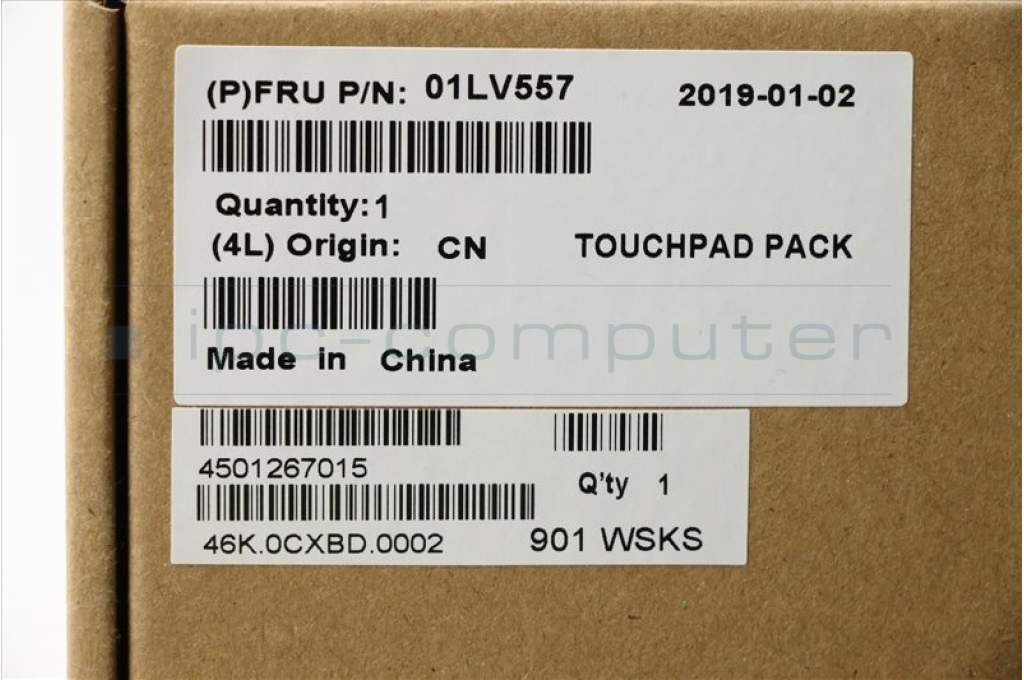 (P)FRU P/N: 01LV557 2019-01-02
Quantity: 1
(4L) Origin: CN TOUCHPAD PACK
ipc-computer
Made in China
4501267015
Q'ty 1
46K.0CXBD.0002 901 WSKS